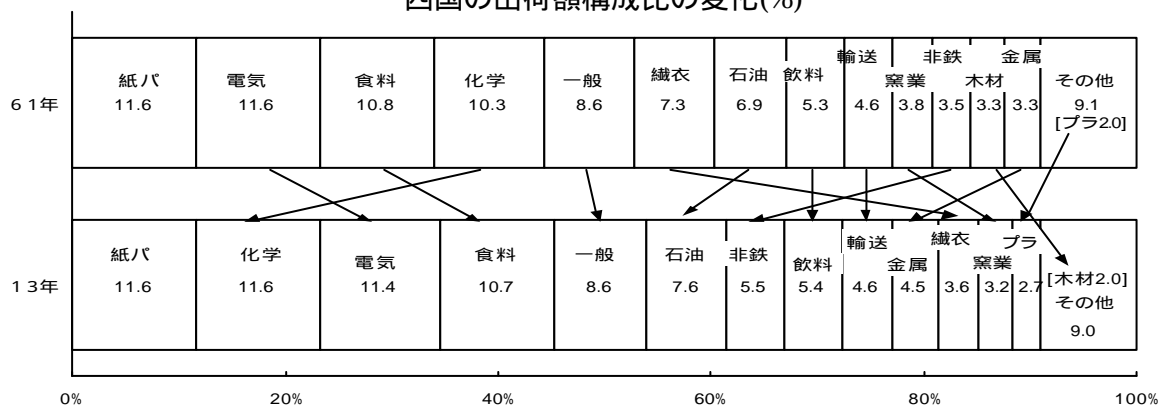 四国の出荷額構成比の変化(%)
61年
紙パ 電気 食料 化学 一般 繊衣 石油 飲料 輸送 窯業 非鉄 木材 金属 その他
11.6 11.6 10.8 10.3 8.6 7.3 6.9 5.3 4.6 3.8 3.5 3.3 3.3 9.1
[プラ2.0]
13年
紙パ 化学 電気 食料 一般 石油 非鉄 飲料 輸送 金属 繊衣 窯業 プラ [木材2.0]
その他
11.6 11.6 11.4 10.7 8.6 7.6 5.5 5.4 4.6 4.5 3.6 3.2 2.7 9.0
0% 20% 40% 60% 80% 100%